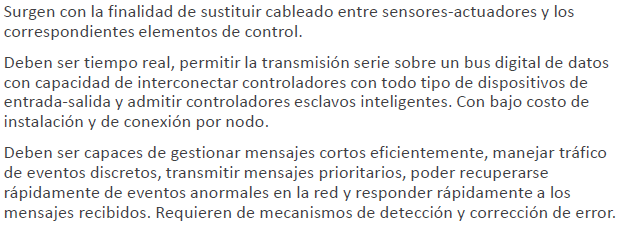 Surgen con la finalidad de sustituir cableado entre sensores-actuadores y los
correspondientes elementos de control.
Deben ser tiempo real, permitir la transmisión serie sobre un bus digital de datos
con capacidad de interconectar controladores con todo tipo de dispositivos de
entrada-salida y admitir controladores esclavos inteligentes. Con bajo costo de
instalación y de conexión por nodo.
Deben ser capaces de gestionar mensajes cortos eficientemente, manejar tráfico
de eventos discretos, transmitir mensajes prioritarios, poder recuperarse
rápidamente de eventos anormales en la red y responder rápidamente a los
mensajes recibidos. Requieren de mecanismos de detección y corrección de error.